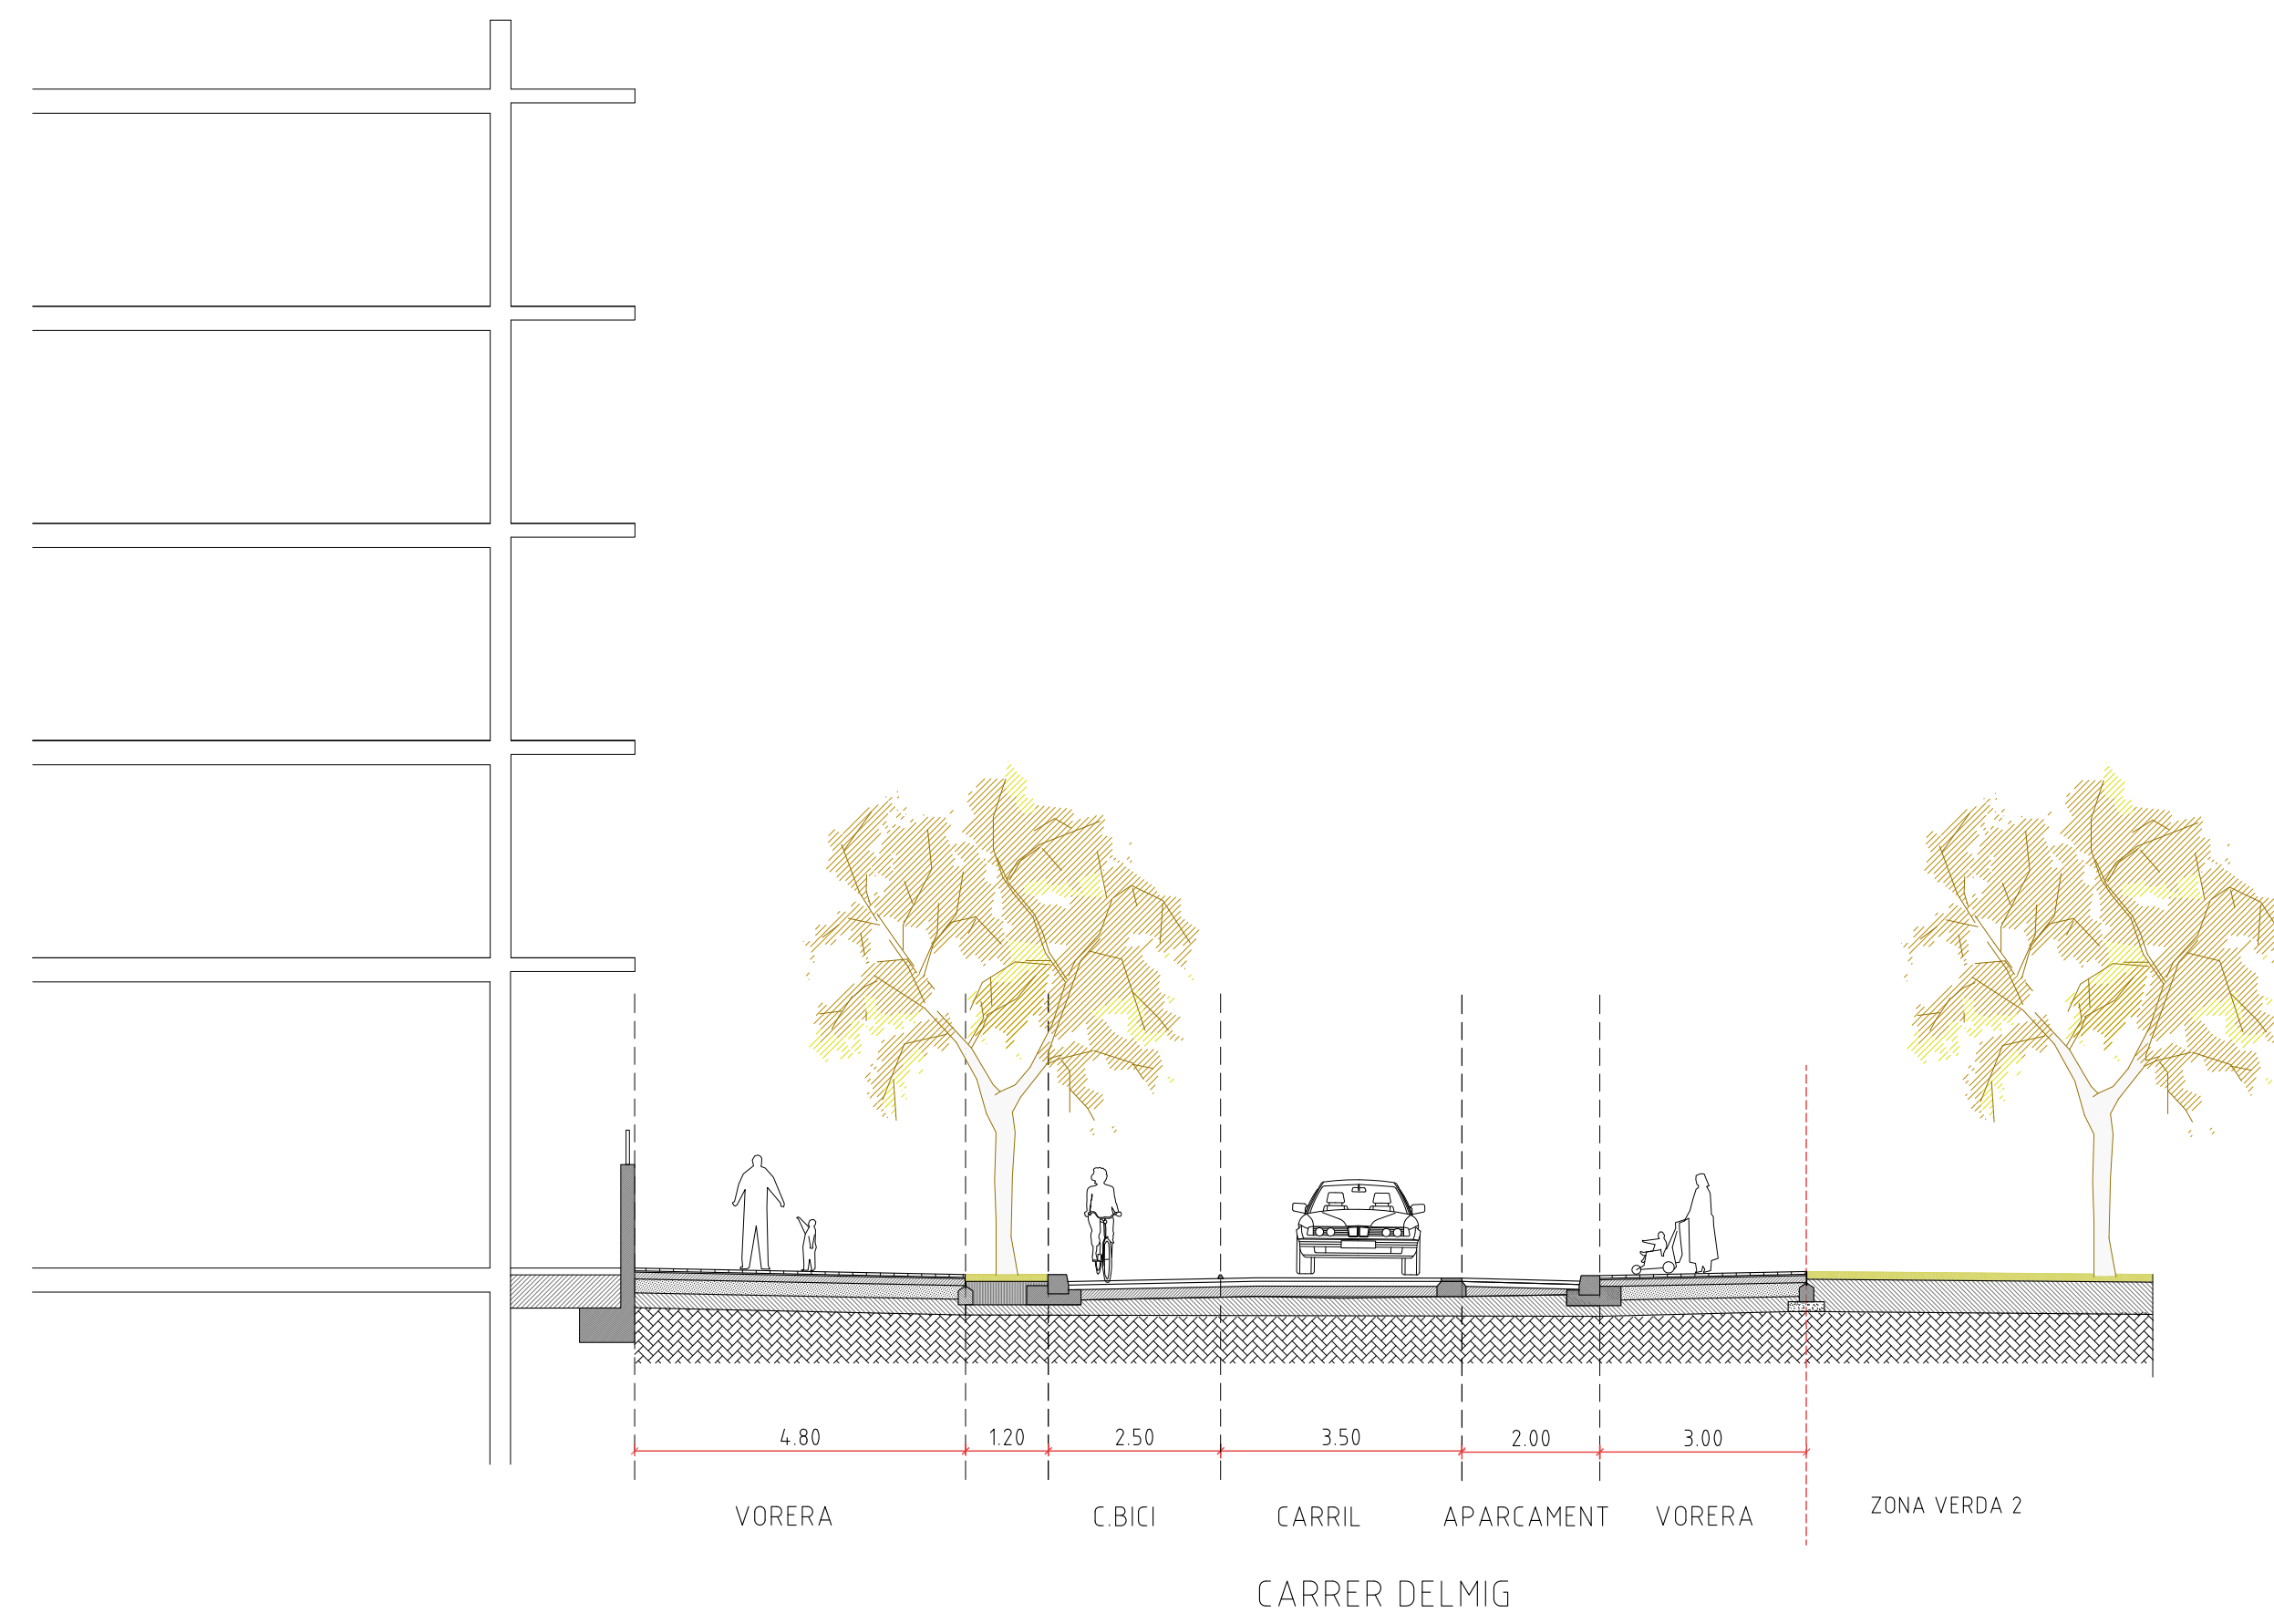 4.80 1.20 2.50 3.50 2.00 3.00
VORERA C.BICI CARRIL APARCAMENT VORERA ZONA VERDA 2
CARRER DELMIG